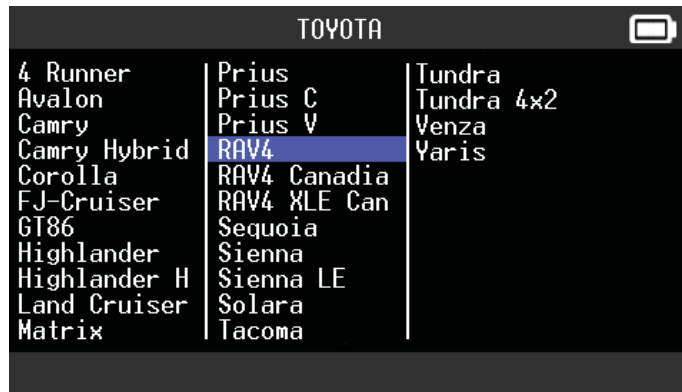 TOYOTA
4 Runner
Avalon
Camry
Camry Hybrid
Corolla
FJ-Cruiser
GT86
Highlander
Highlander H
Land Cruiser
Matrix
Prius
Prius C
Prius V
RAV4
RAV4 Canadia
RAV4 XLE Can
Sequoia
Sienna
Sienna LE
Solara
Tacoma
Tundra
Tundra 4x2
Venza
Yaris